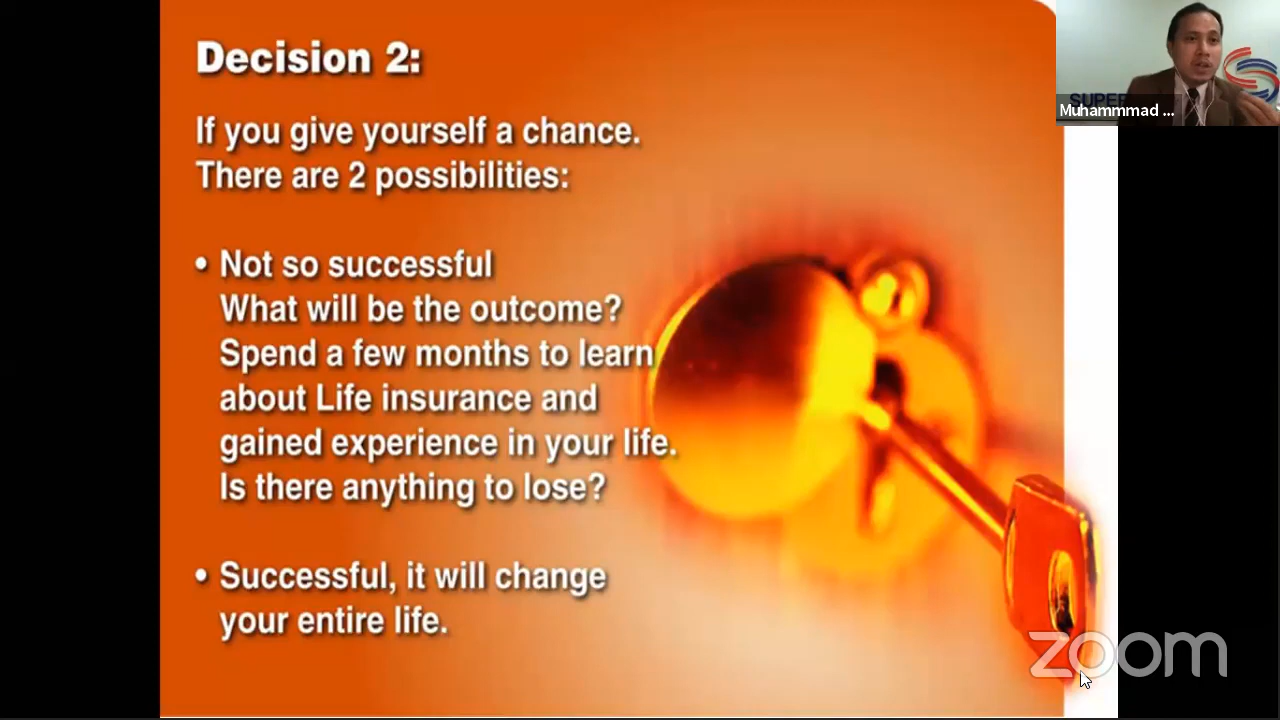 Decision 2:
If you give yourself a chance.
There are 2 possibilities:
• Not so successful
What will be the outcome?
Spend a few months to learn
about Life insurance and
gained experience in your life.
Is there anything to lose?
• Successful, it will change
your entire life.
SUPER
Muhammmad ...
zoom